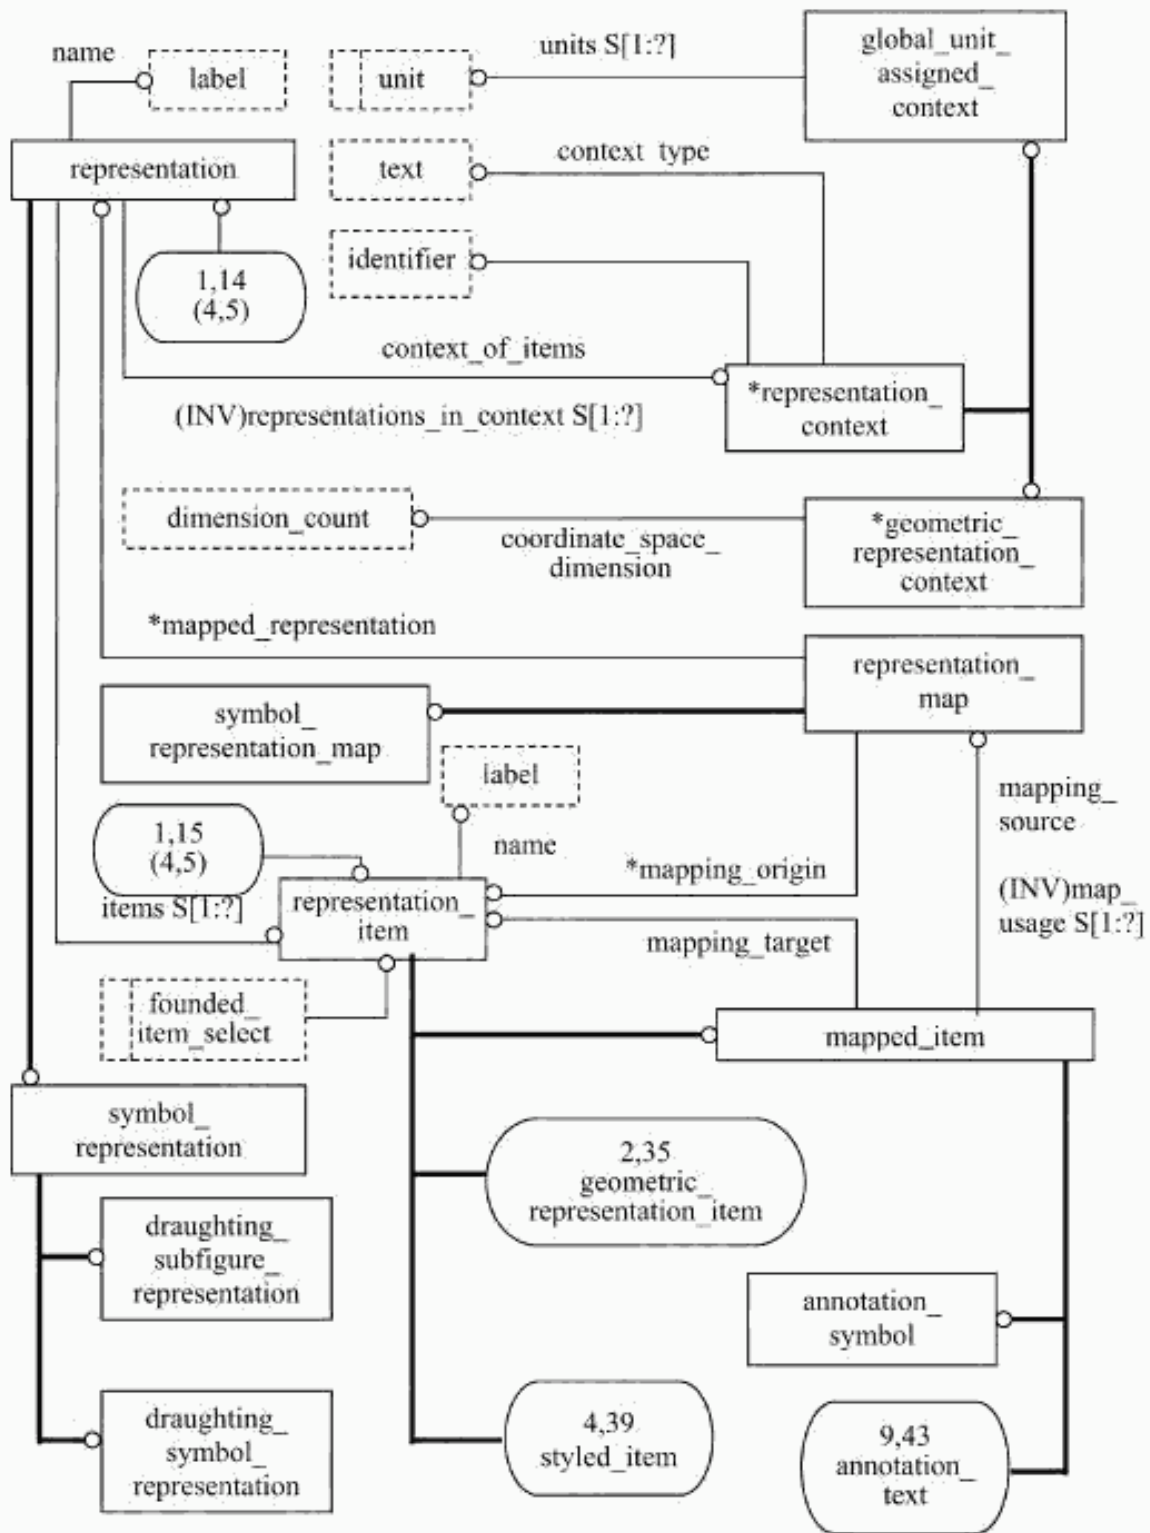 name
label
unit
units S[1:?]
global_unit_
assigned_
context
representation
text
context_type
identifier
1,14
(4,5)
context_of_items
(INV)representations_in_context S[1:?]
*representation_
context
dimension_count
coordinate_space_
dimension
*geometric_
representation_
context
*mapped_representation
representation_
map
symbol_
representation_map
label
name
mapping_
source
1,15
(4,5)
items S[1:?]
representation_
item
*mapping_origin
(INV)map_
usage S[1:?]
mapping_target
founded_
item_select
mapped_item
symbol_
representation
2,35
geometric_
representation_item
draughting_
subfigure_
representation
annotation_
symbol
draughting_
symbol_
representation
4,39
styled_item
9,43
annotation_
text